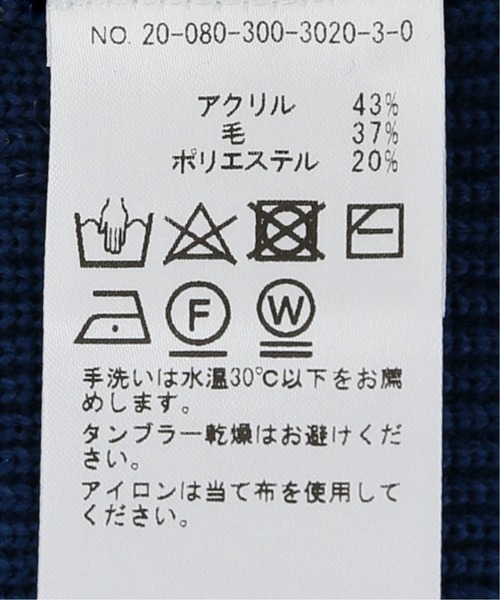 NO. 20-080-300-3020-3-0
アクリル 43%
毛 37%
ポリエステル 20%
F W
手洗いは水温30℃以下をお薦
めします。
タンブラー乾燥はお避けくだ
さい。
アイロンは当て布を使用して
ください。